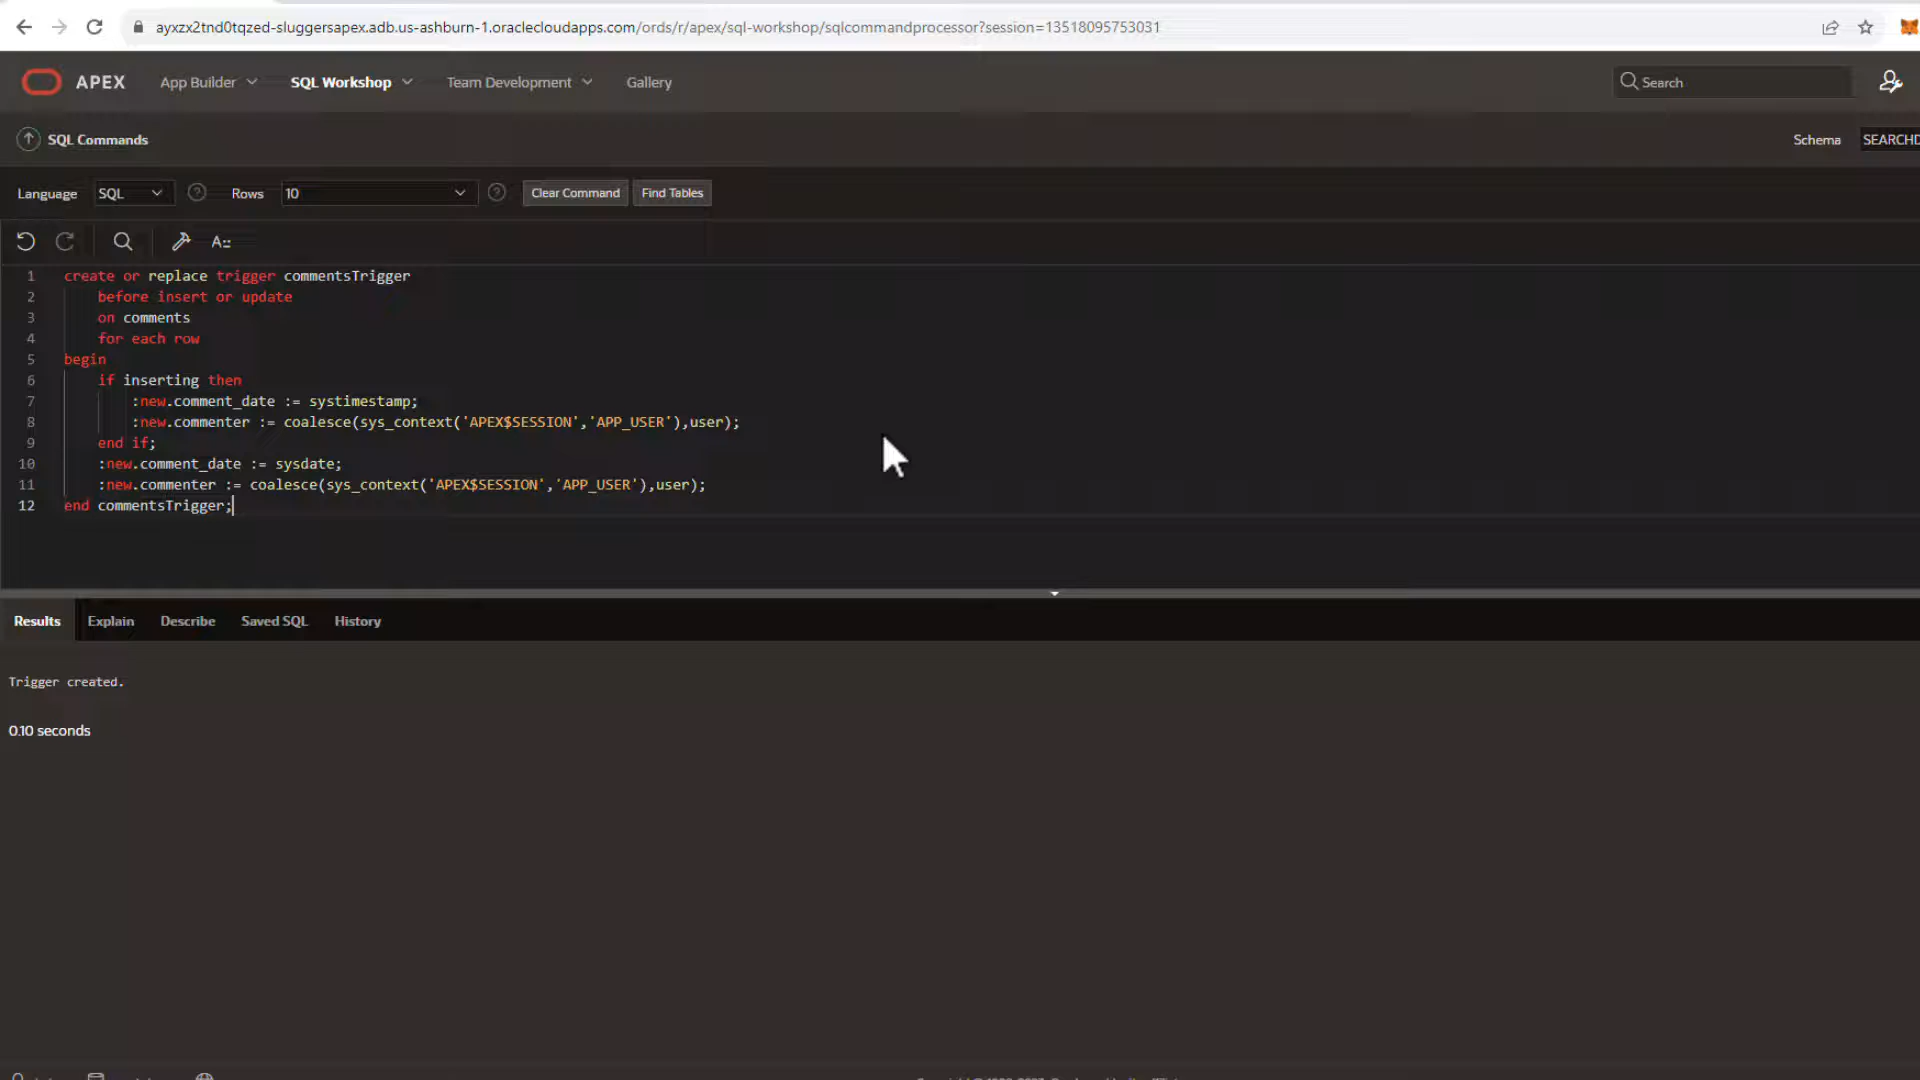 ayxzx2tnd0tqzed-sluggersapex.adb.us-ashburn-1.oraclecloudapps.com/ords/r/apex/sql-workshop/sqlcommandprocessor?session=13518095753031
APEX App Builder SQL Workshop Team Development Gallery Search
SQL Commands Schema SEARCHD
Language SQL ? Rows 10 ? Clear Command Find Tables
1 create or replace trigger commentsTrigger
2 before insert or update
3 on comments
4 for each row
5 begin
6 if inserting then
7 :new.comment_date := systimestamp;
8 :new.commenter := coalesce(sys_context('APEX$SESSION','APP_USER'),user);
9 end if;
10 :new.comment_date := sysdate;
11 :new.commenter := coalesce(sys_context('APEX$SESSION','APP_USER'),user);
12 end commentsTrigger;
Results Explain Describe Saved SQL History
Trigger created.
0.10 seconds